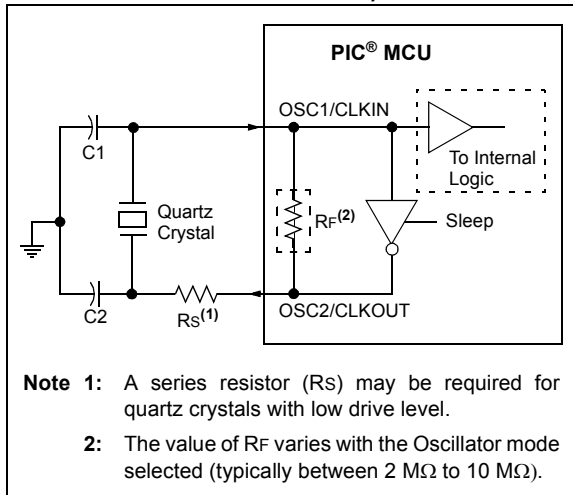 PIC® MCU
OSC1/CLKIN
C1
To Internal
Logic
Quartz
Crystal
RF(2)
Sleep
C2
RS(1)
OSC2/CLKOUT
Note 1: A series resistor (RS) may be required for
quartz crystals with low drive level.
2: The value of RF varies with the Oscillator mode
selected (typically between 2 MΩ to 10 MΩ).